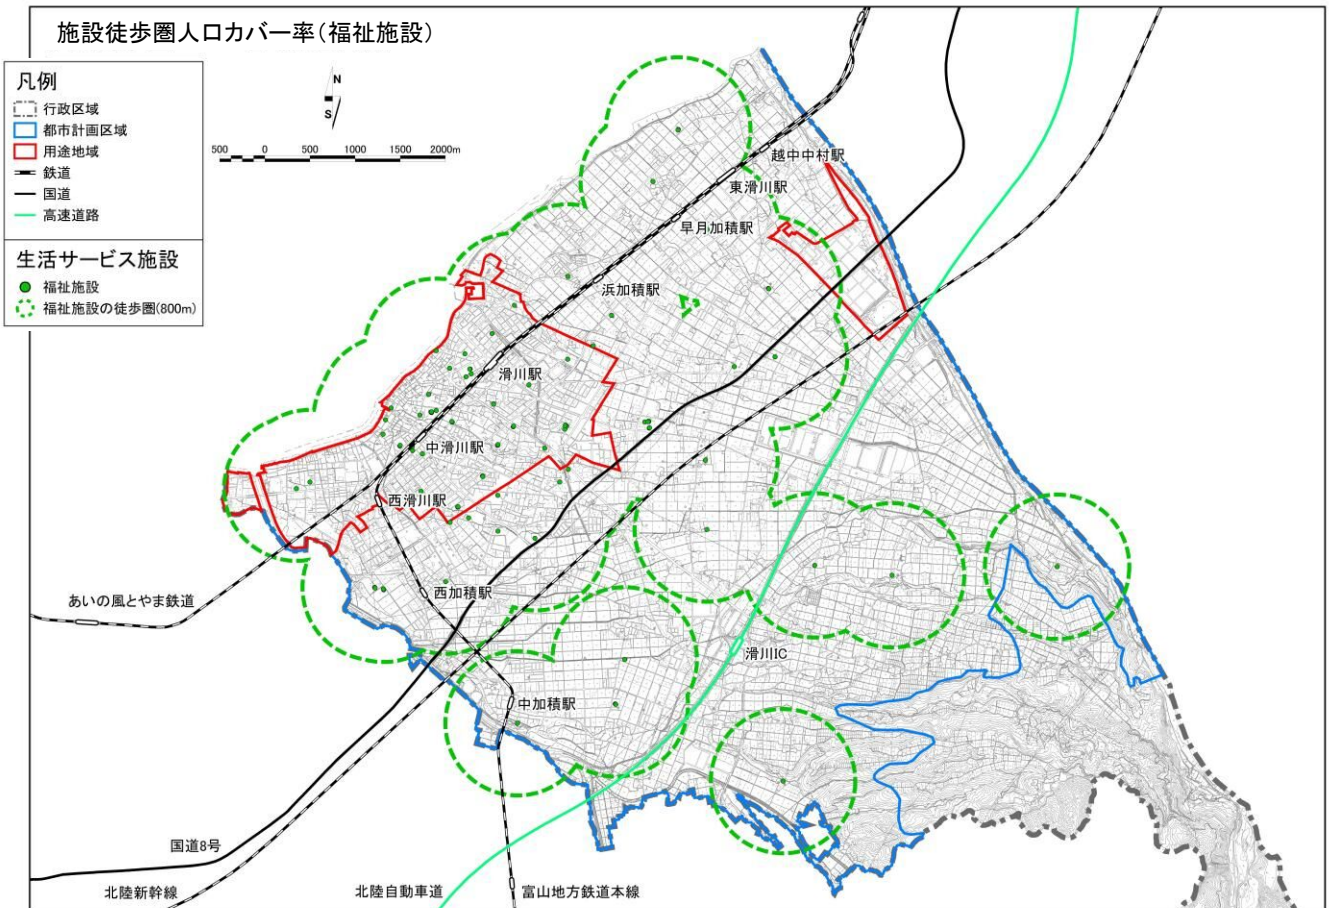 施設徒歩圏人口カバー率(福祉施設)
凡例
行政区域
都市計画区域
用途地域
鉄道
国道
高速道路
生活サービス施設
福祉施設
福祉施設の徒歩圏(800m)
N
S
500 0 500 1000 1500 2000m
越中中村駅
東滑川駅
早月加積駅
浜加積駅
滑川駅
中滑川駅
西滑川駅
西加積駅
あいの風とやま鉄道
滑川IC
中加積駅
国道8号
北陸新幹線
北陸自動車道
富山地方鉄道本線